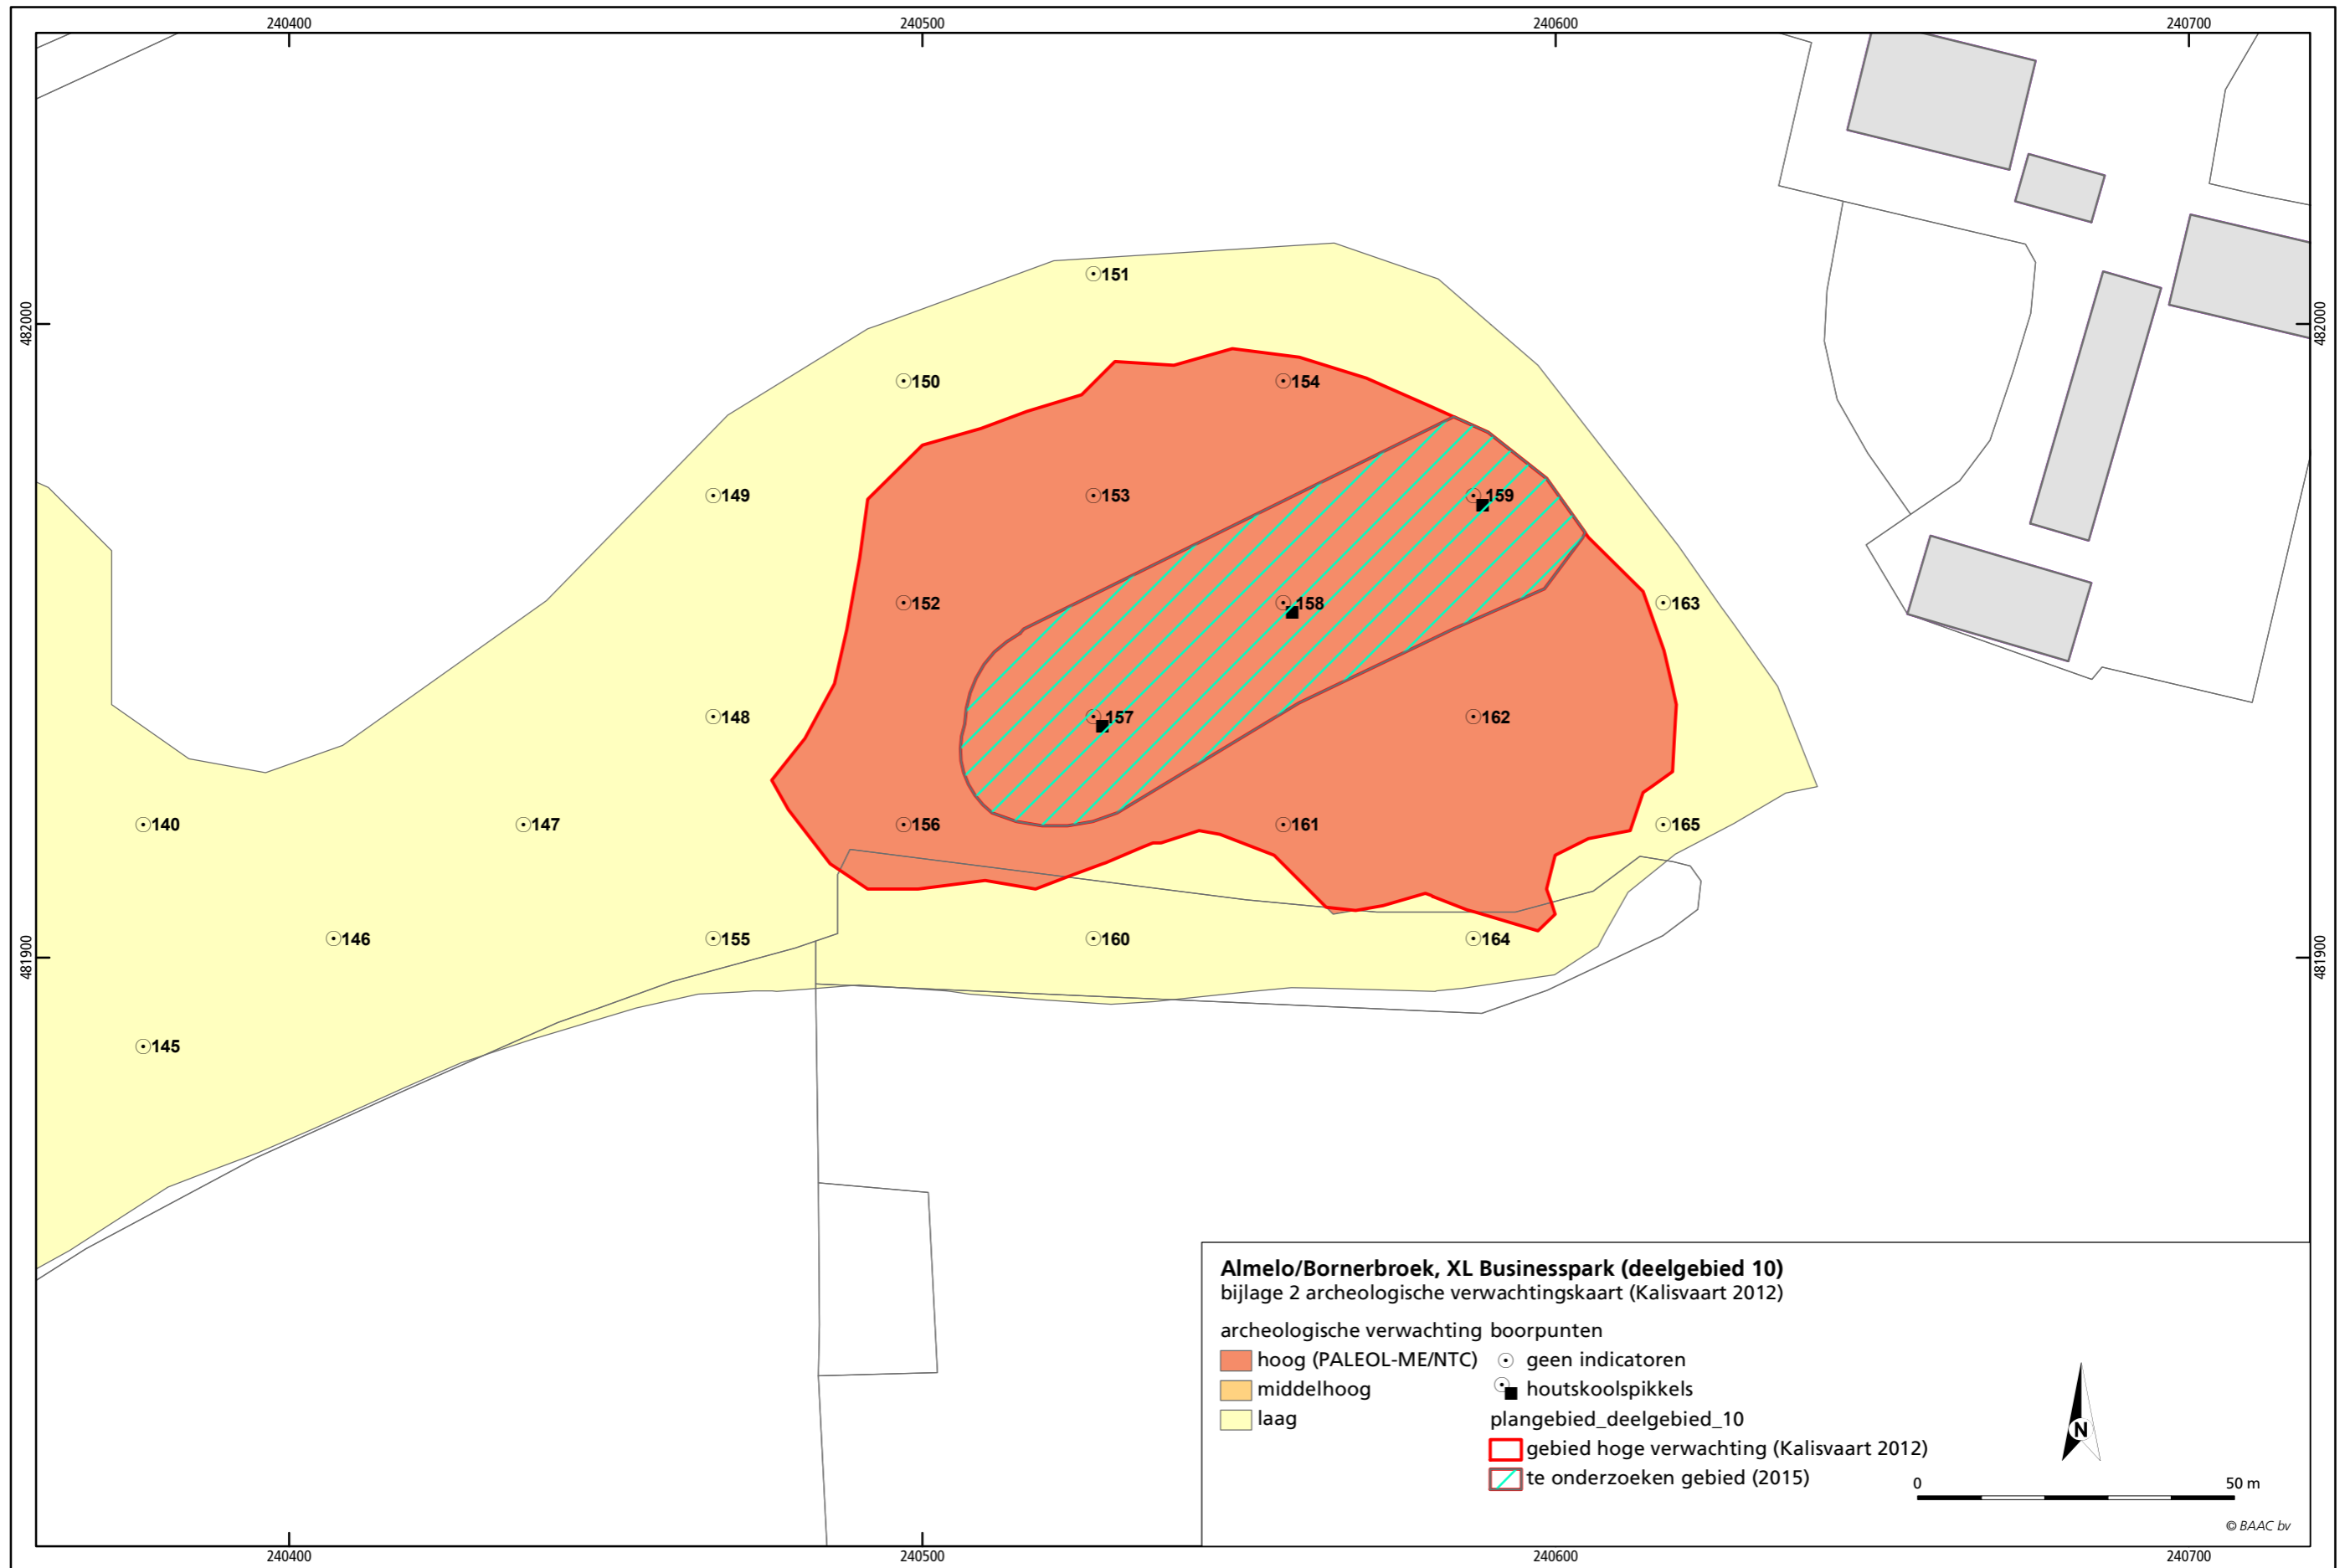 240400 240500 240600 240700
151
482000 482000
150 154
149 153 159
152 158 163
148 157 162
140 147 156 161 165
146 155 160 164
481900 481900
145
Almelo/Bornerbroek, XL Businesspark (deelgebied 10)
bijlage 2 archeologische verwachtingskaart (Kalisvaart 2012)
archeologische verwachting boorpunten
hoog (PALEOL-ME/NTC) geen indicatoren
middelhoog houtskoolspikkels
laag plangebied_deelgebied_10
gebied hoge verwachting (Kalisvaart 2012)
te onderzoeken gebied (2015)
N
0 50 m
© BAAC bv
240400 240500 240600 240700